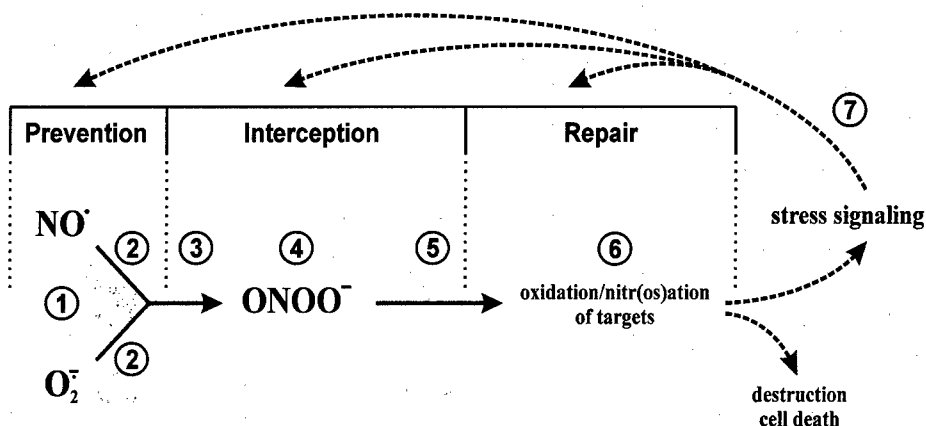 ⑦
Prevention Interception Repair
NO• ② ③ ④ ⑤ ⑥ stress signaling
① ONOO⁻ oxidation/nitr(os)ation
of targets
②
O₂•⁻
destruction
cell death